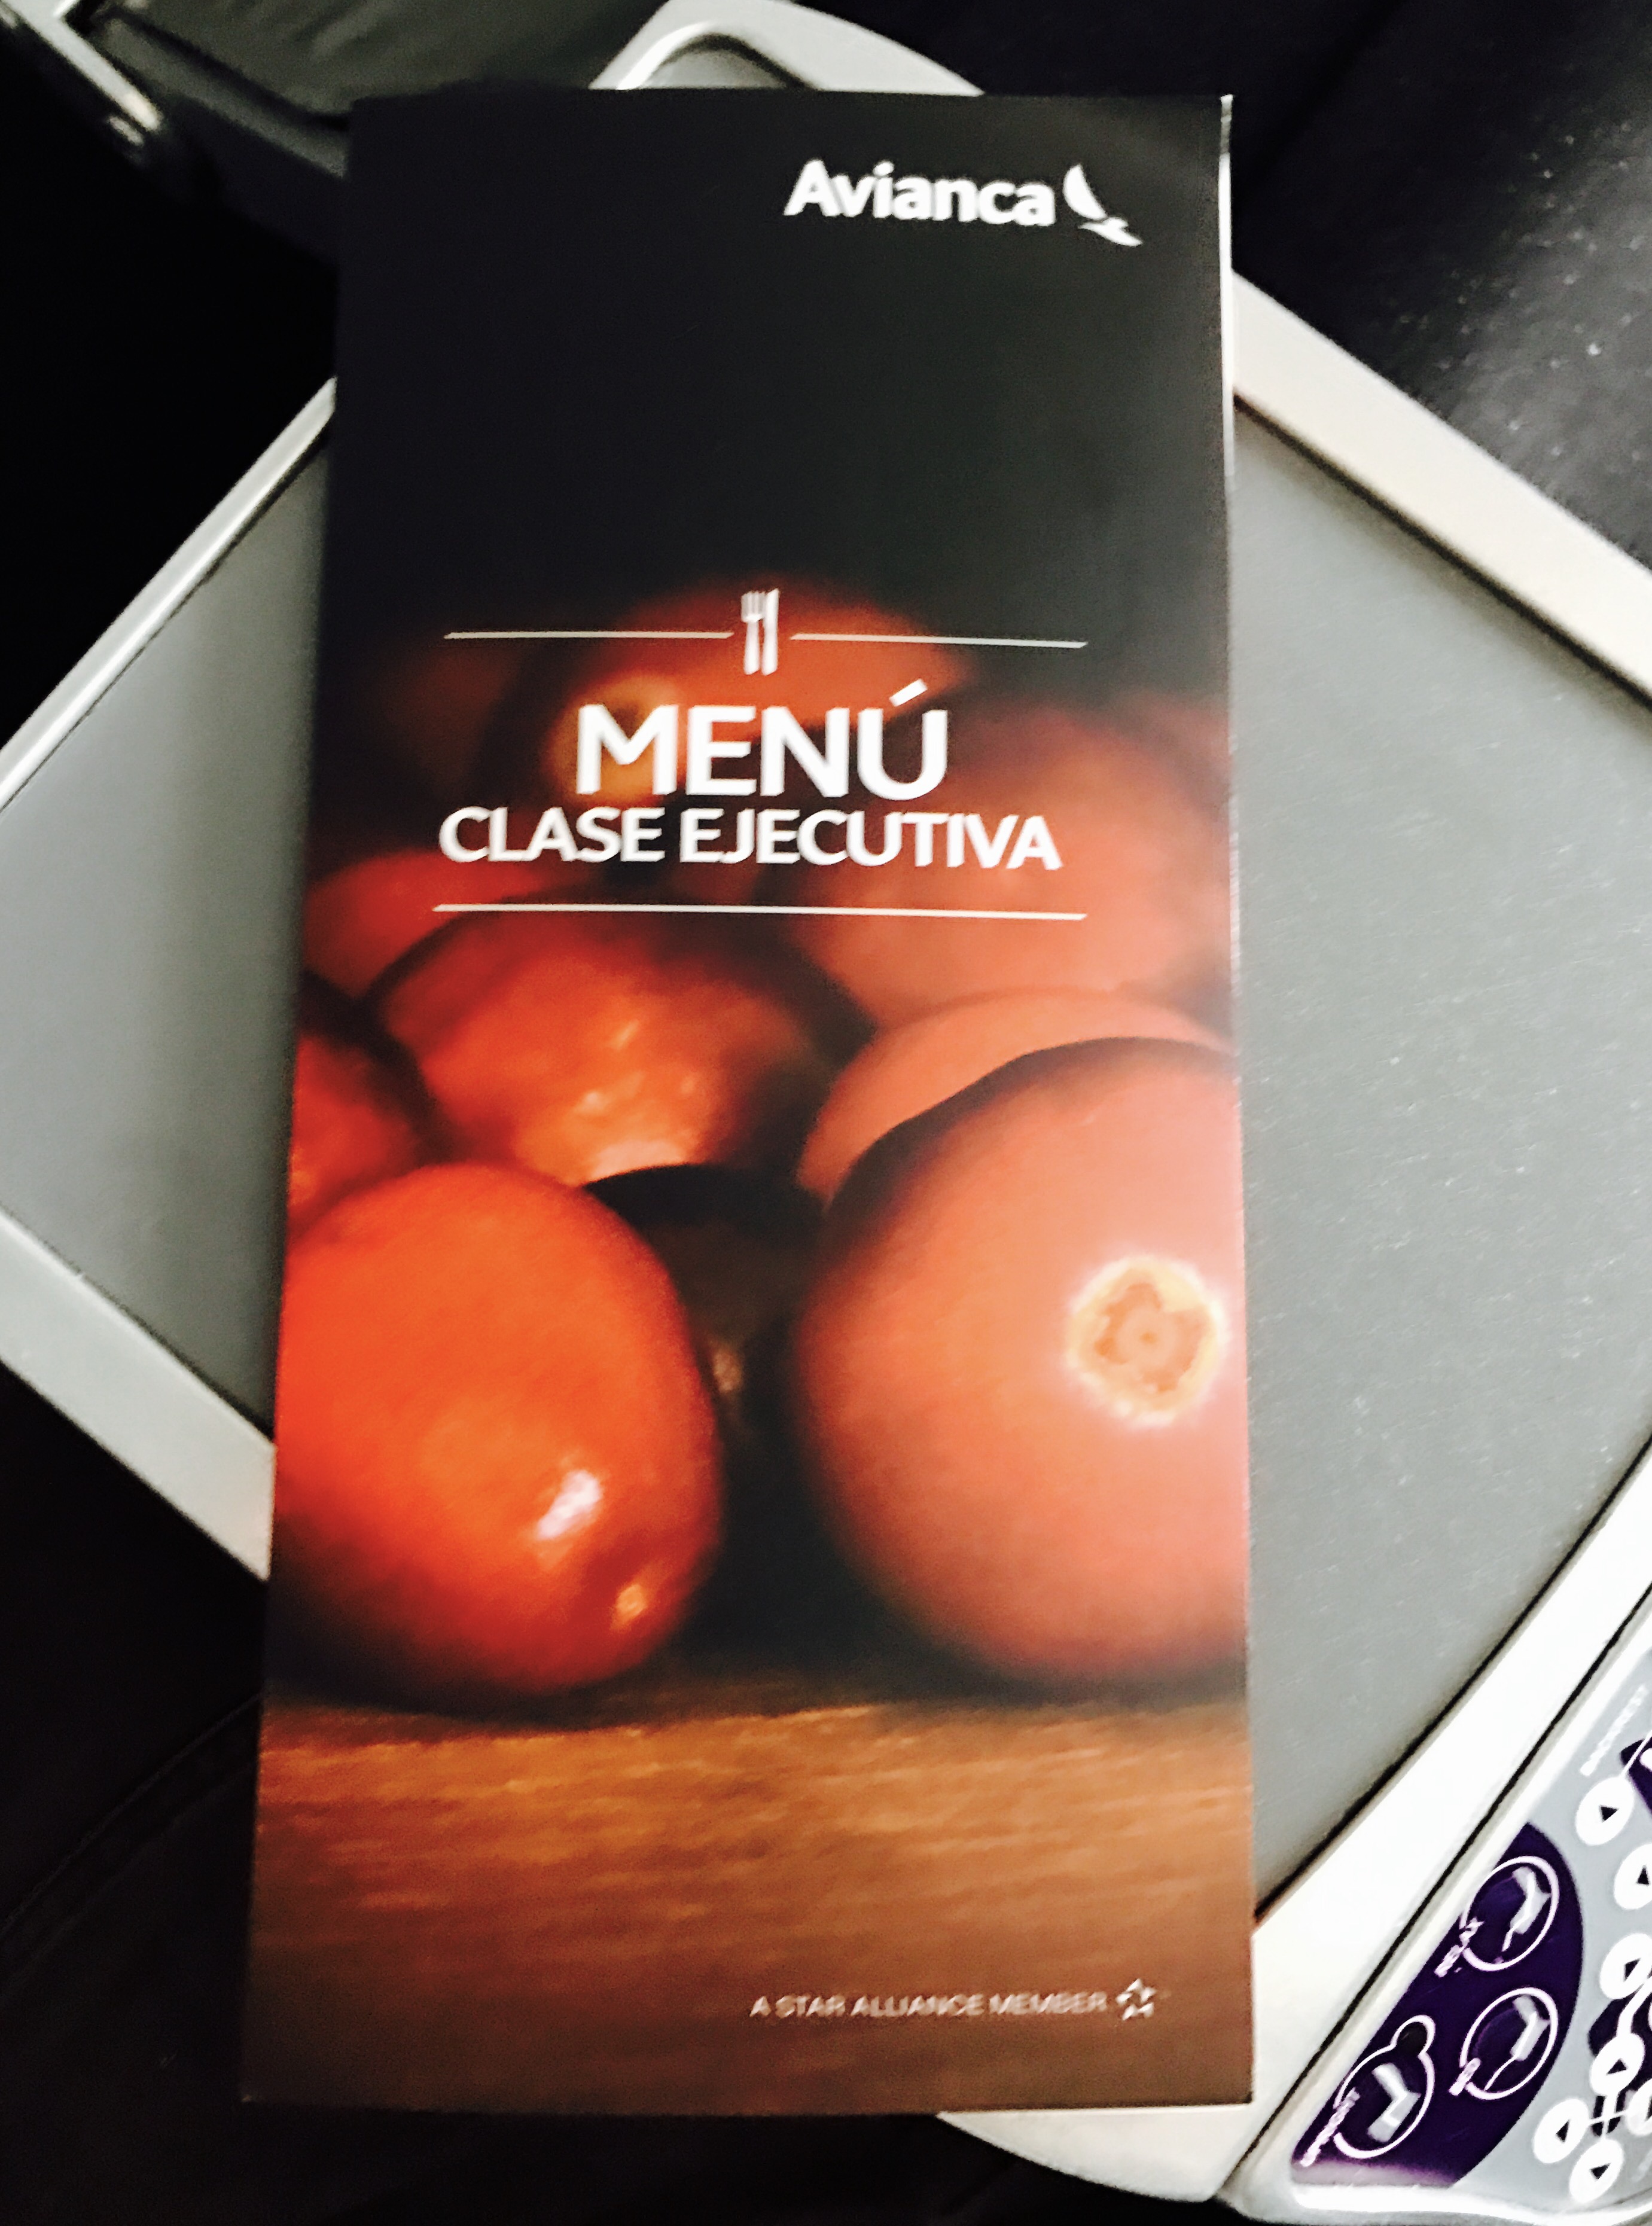 Avianca
MENÚ
CLASE EJECUTIVA
A STAR ALLIANCE MEMBER